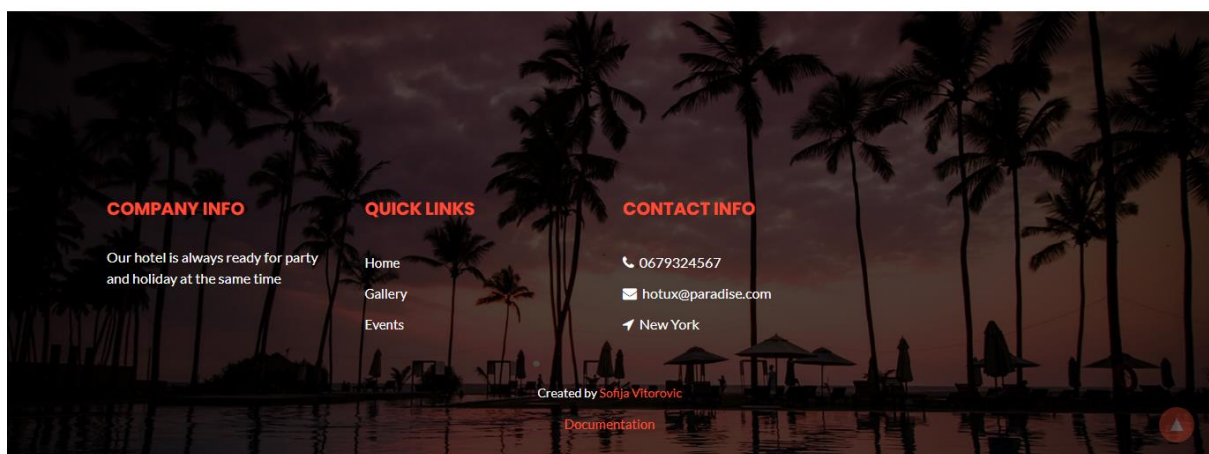 COMPANY INFO
Our hotel is always ready for party
and holiday at the same time
QUICK LINKS
Home
Gallery
Events
CONTACT INFO
0679324567
hotux@paradise.com
New York
Created by Sofija Vitorovic
Documentation